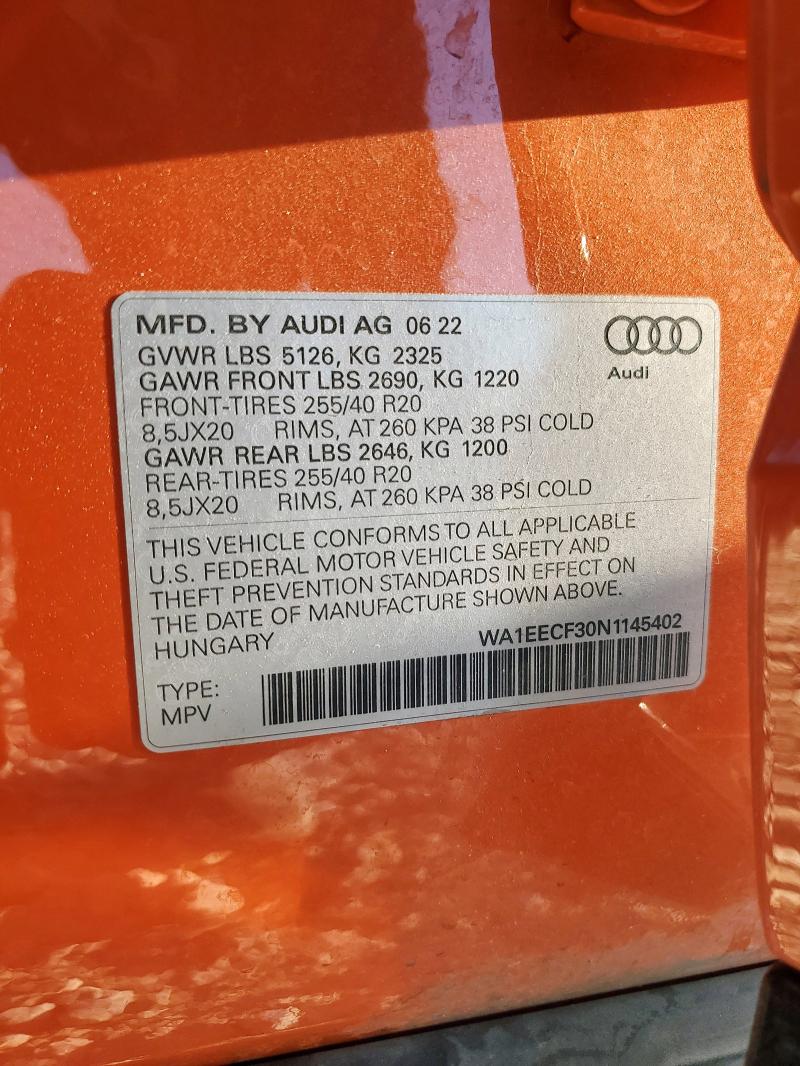 MFD. BY AUDI AG 06 22
GVWR LBS 5126, KG 2325
GAWR FRONT LBS 2690, KG 1220
FRONT-TIRES 255/40 R20
8,5JX20 RIMS, AT 260 KPA 38 PSI COLD
GAWR REAR LBS 2646, KG 1200
REAR-TIRES 255/40 R20
8,5JX20 RIMS, AT 260 KPA 38 PSI COLD
Audi
THIS VEHICLE CONFORMS TO ALL APPLICABLE
U.S. FEDERAL MOTOR VEHICLE SAFETY AND
THEFT PREVENTION STANDARDS IN EFFECT ON
THE DATE OF MANUFACTURE SHOWN ABOVE.
HUNGARY
WA1EECF30N1145402
TYPE:
MPV